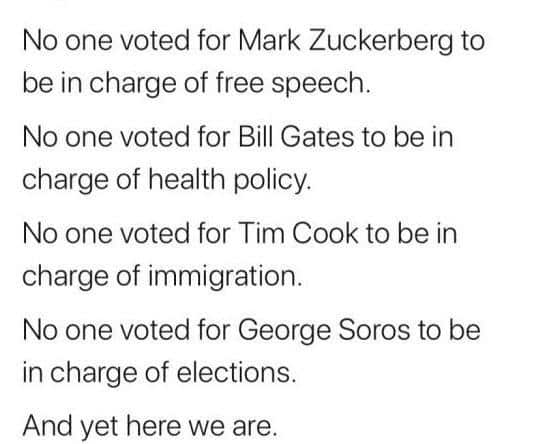 No one voted for Mark Zuckerberg to
be in charge of free speech.
No one voted for Bill Gates to be in
charge of health policy.
No one voted for Tim Cook to be in
charge of immigration.
No one voted for George Soros to be
in charge of elections.
And yet here we are.